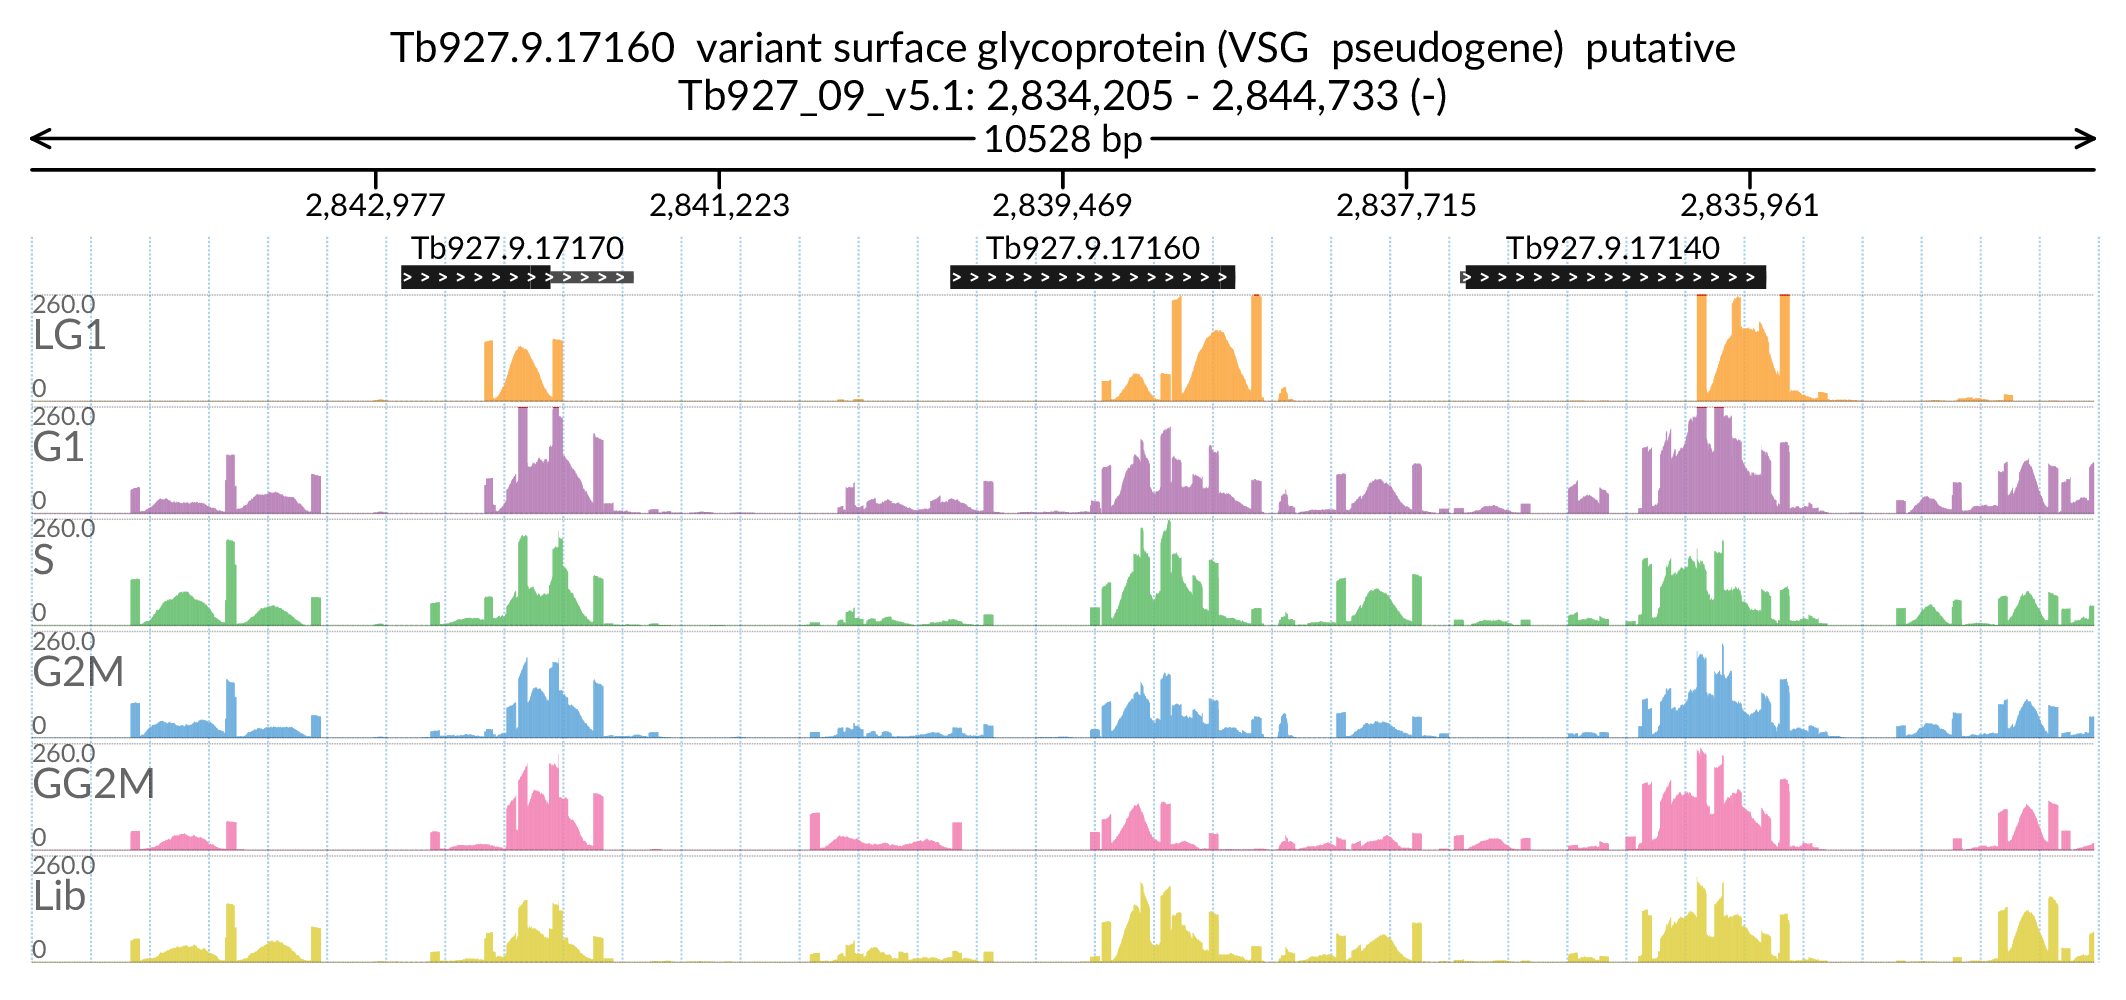 Tb927.9.17160 variant surface glycoprotein (VSG pseudogene) putative
Tb927_09_v5.1: 2,834,205 - 2,844,733 (-)
10528 bp
2,842,977 2,841,223 2,839,469 2,837,715 2,835,961
Tb927.9.17170 Tb927.9.17160 Tb927.9.17140
260.0
LG1
0
260.0
G1
0
260.0
S
0
260.0
G2M
0
260.0
GG2M
0
260.0
Lib
0